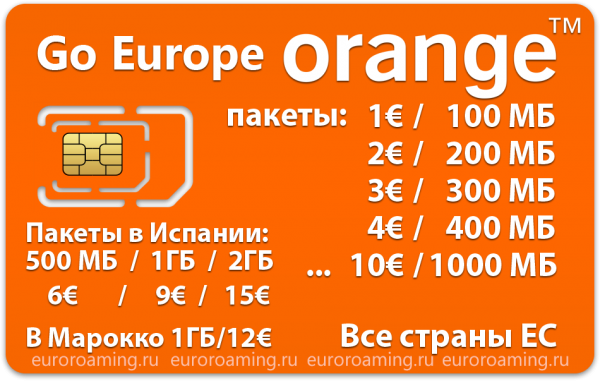 Go Europe orange™
пакеты: 1€ / 100 МБ
2€ / 200 МБ
3€ / 300 МБ
4€ / 400 МБ
... 10€ / 1000 МБ
Пакеты в Испании:
500 МБ / 1ГБ / 2ГБ
6€ / 9€ / 15€
В Марокко 1ГБ/12€
Все страны ЕС
euroroaming.ru euroroaming.ru euroroaming.ru euroroaming.ru